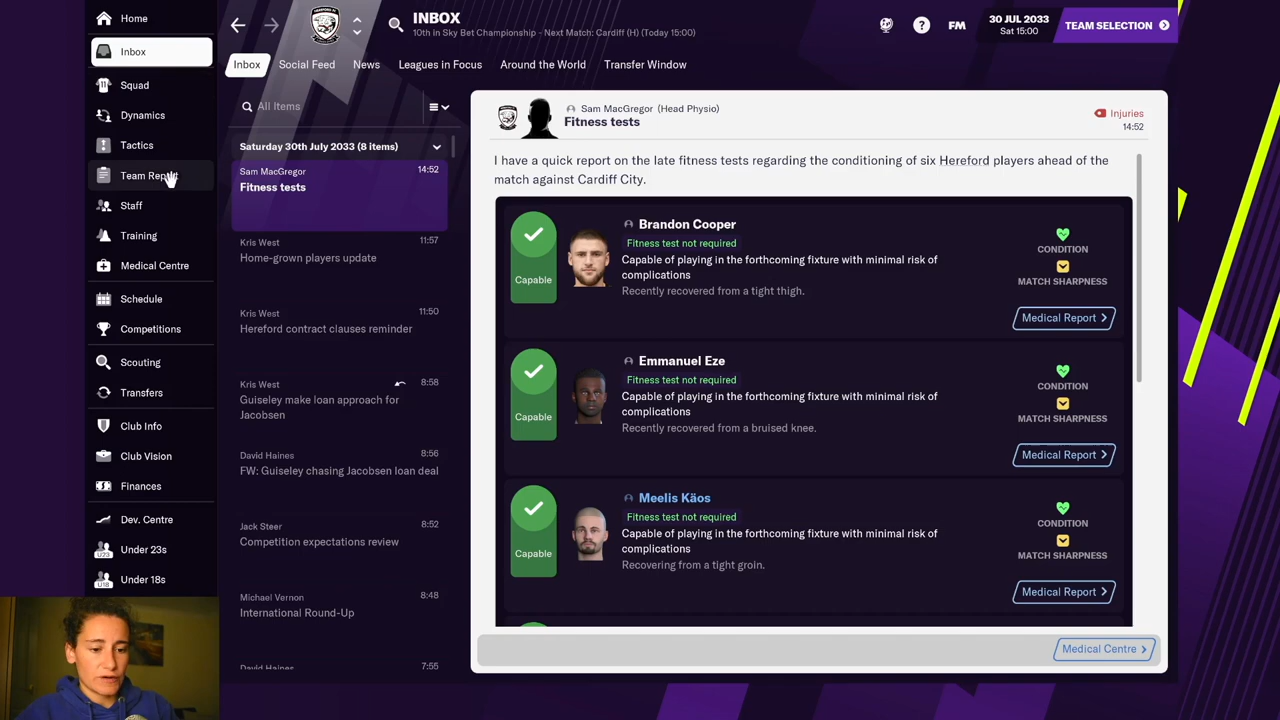 Home
Inbox
Squad
Dynamics
Tactics
Team Report
Staff
Training
Medical Centre
Schedule
Competitions
Scouting
Transfers
Club Info
Club Vision
Finances
Dev. Centre
U23
Under 23s
U18
Under 18s
INBOX
10th in Sky Bet Championship - Next Match: Cardiff (H) (Today 15:00)
?
FM
30 JUL 2033
Sat 15:00
TEAM SELECTION
Inbox
Social Feed
News
Leagues in Focus
Around the World
Transfer Window
All Items
Saturday 30th July 2033 (8 items)
Sam MacGregor 14:52
Fitness tests
Kris West 11:57
Home-grown players update
Kris West 11:50
Hereford contract clauses reminder
Kris West 8:58
Guiseley make loan approach for
Jacobsen
David Haines 8:56
FW: Guiseley chasing Jacobsen loan deal
Jack Steer 8:52
Competition expectations review
Michael Vernon 8:48
International Round-Up
David Haines 7:55
Sam MacGregor (Head Physio)
Fitness tests
Injuries
14:52
I have a quick report on the late fitness tests regarding the conditioning of six Hereford players ahead of the
match against Cardiff City.
Capable
Brandon Cooper
Fitness test not required
Capable of playing in the forthcoming fixture with minimal risk of
complications
Recently recovered from a tight thigh.
CONDITION
MATCH SHARPNESS
Medical Report
Capable
Emmanuel Eze
Fitness test not required
Capable of playing in the forthcoming fixture with minimal risk of
complications
Recently recovered from a bruised knee.
CONDITION
MATCH SHARPNESS
Medical Report
Capable
Meelis Käos
Fitness test not required
Capable of playing in the forthcoming fixture with minimal risk of
complications
Recovering from a tight groin.
CONDITION
MATCH SHARPNESS
Medical Report
Medical Centre